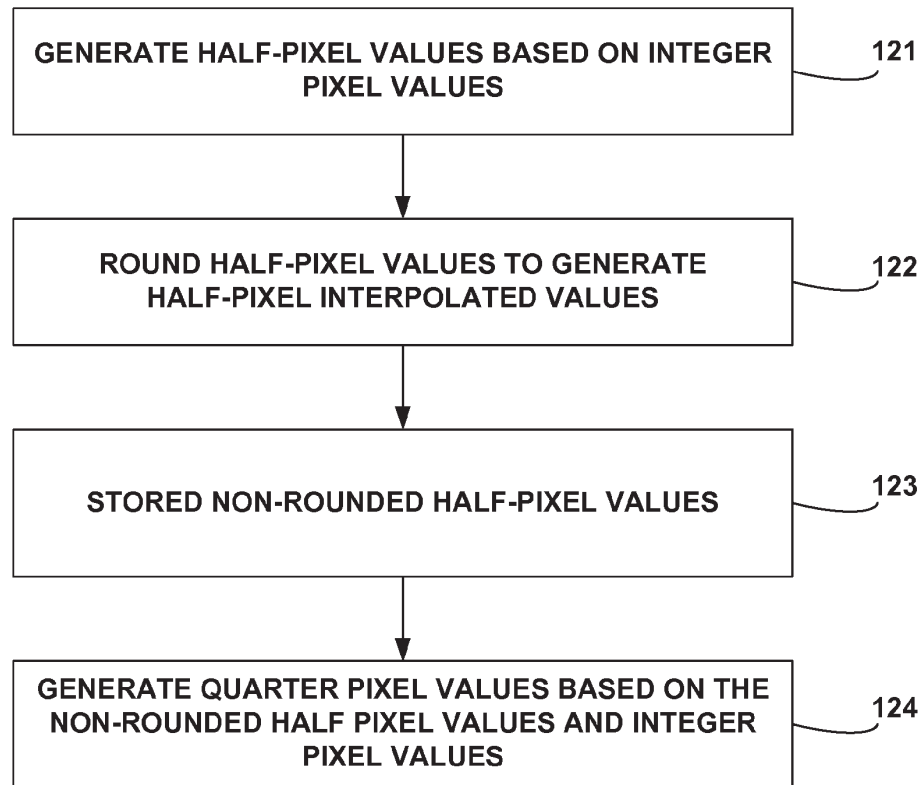 GENERATE HALF-PIXEL VALUES BASED ON INTEGER
PIXEL VALUES
121
ROUND HALF-PIXEL VALUES TO GENERATE
HALF-PIXEL INTERPOLATED VALUES
122
STORED NON-ROUNDED HALF-PIXEL VALUES
123
GENERATE QUARTER PIXEL VALUES BASED ON THE
NON-ROUNDED HALF PIXEL VALUES AND INTEGER
PIXEL VALUES
124